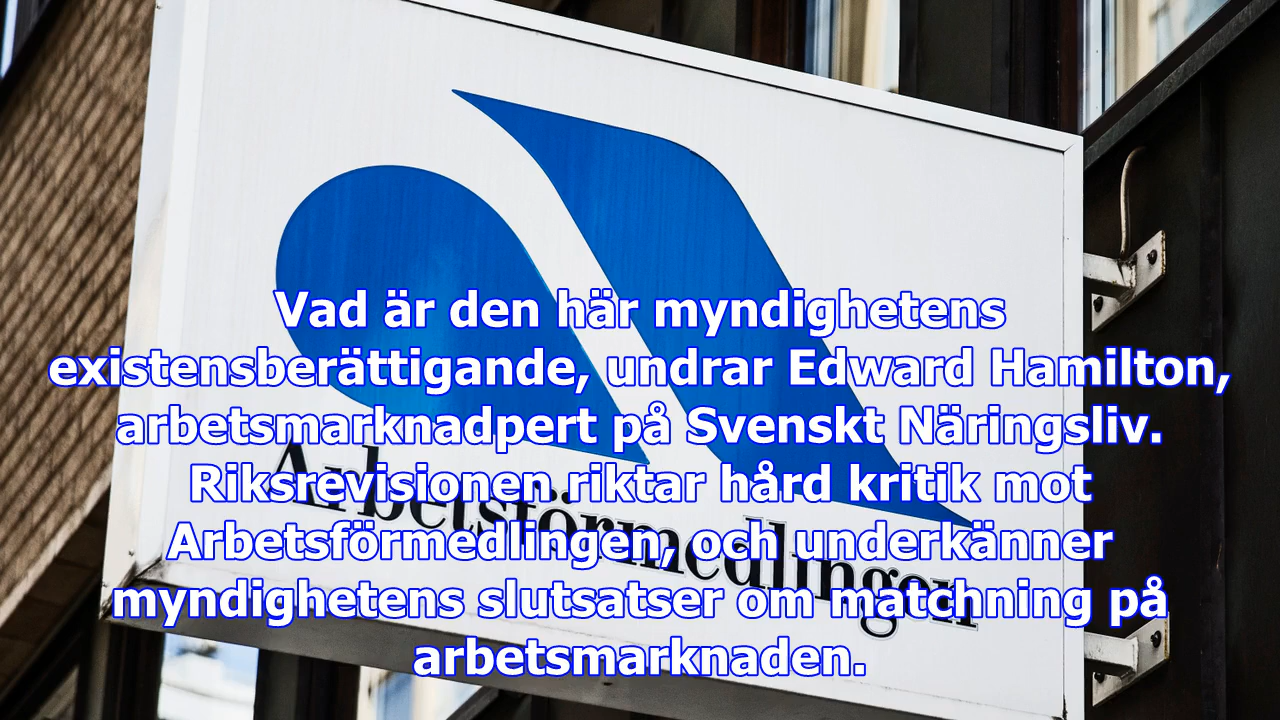 Vad är den här myndighetens
existensberättigande, undrar Edward Hamilton,
arbetsmarknadpert på Svenskt Näringsliv.
Riksrevisionen riktar hård kritik mot
Arbetsförmedlingen, och underkänner
myndighetens slutsatser om matchning på
arbetsmarknaden.
Arbetsförmedlingen